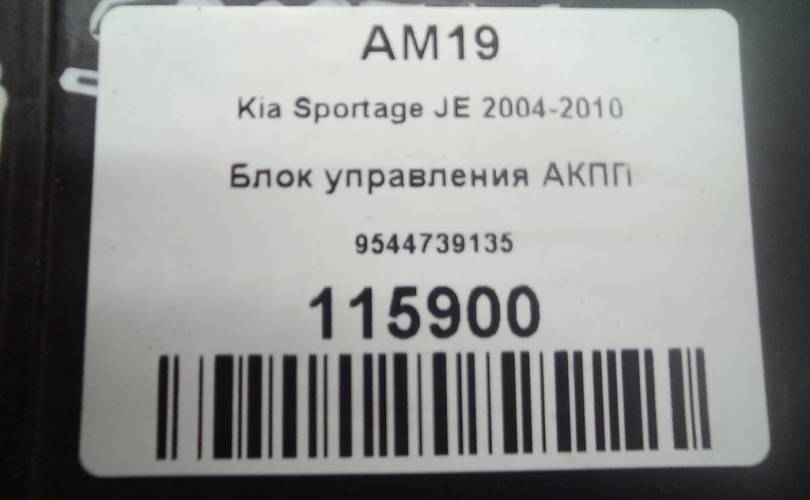 AM19
Kia Sportage JE 2004-2010
Блок управления АКПП
9544739135
115900